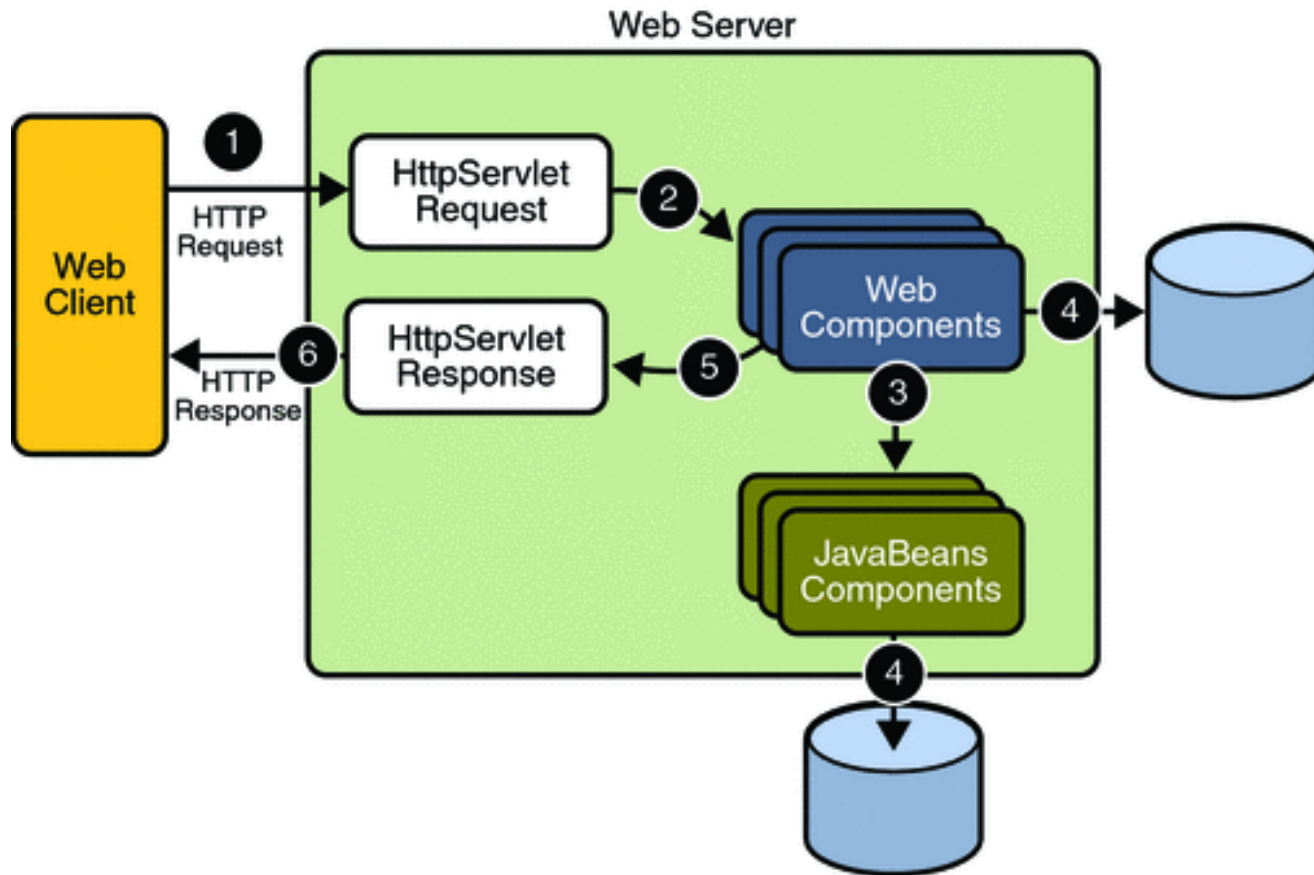 Web Server
1
HttpServlet
Request
2
HTTP
Request
Web
Client
Web
Components
4
HttpServlet
Response
6
5
HTTP
Response
3
JavaBeans
Components
4